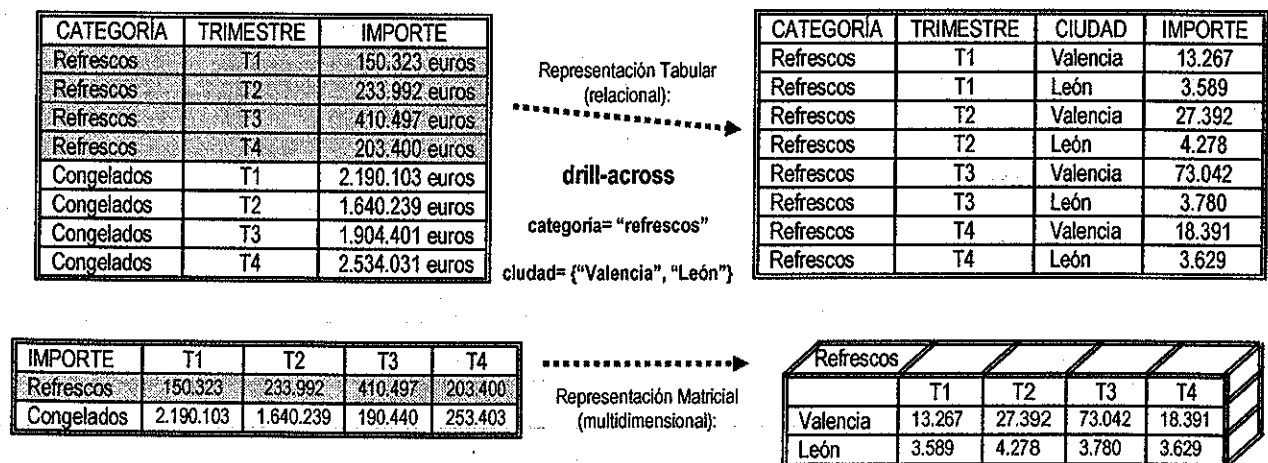 CATEGORÍA TRIMESTRE IMPORTE
Refrescos T1 150.323 euros
Refrescos T2 233.992 euros
Refrescos T3 410.497 euros
Refrescos T4 203.400 euros
Congelados T1 2.190.103 euros
Congelados T2 1.640.239 euros
Congelados T3 1.904.401 euros
Congelados T4 2.534.031 euros
Representación Tabular
(relacional):
drill-across
categoría= “refrescos”
ciudad= {“Valencia”, “León”}
CATEGORÍA TRIMESTRE CIUDAD IMPORTE
Refrescos T1 Valencia 13.267
Refrescos T1 León 3.589
Refrescos T2 Valencia 27.392
Refrescos T2 León 4.278
Refrescos T3 Valencia 73.042
Refrescos T3 León 3.780
Refrescos T4 Valencia 18.391
Refrescos T4 León 3.629
IMPORTE T1 T2 T3 T4
Refrescos 150.323 233.992 410.497 203.400
Congelados 2.190.103 1.640.239 190.440 253.403
Representación Matricial
(multidimensional):
Refrescos
T1 T2 T3 T4
Valencia 13.267 27.392 73.042 18.391
León 3.589 4.278 3.780 3.629